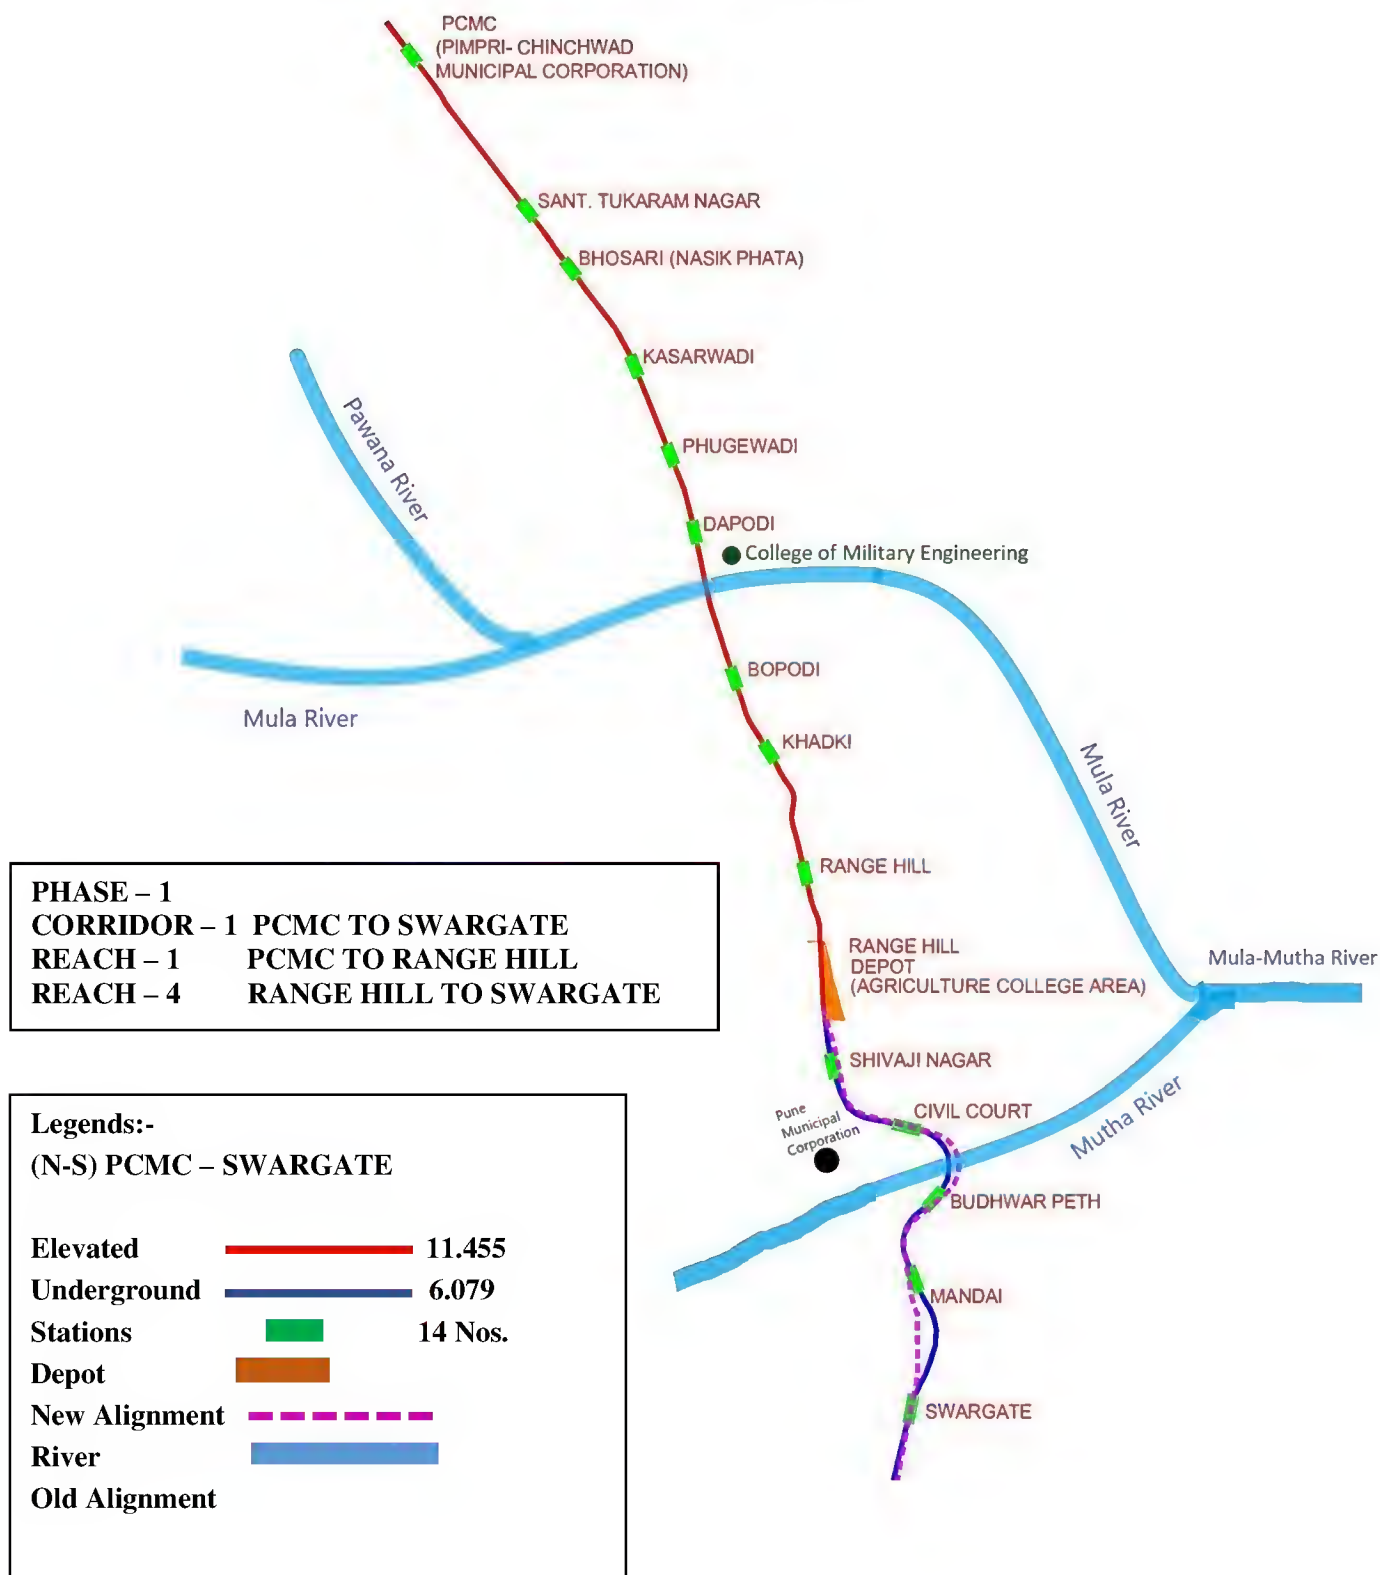 PCMC
(PIMPRI- CHINCHWAD
MUNICIPAL CORPORATION)
SANT. TUKARAM NAGAR
BHOSARI (NASIK PHATA)
KASARWADI
Pawana River
PHUGEWADI
DAPODI
College of Military Engineering
BOPODI
Mula River
KHADKI
Mula River
RANGE HILL
PHASE – 1
CORRIDOR – 1 PCMC TO SWARGATE
REACH – 1 PCMC TO RANGE HILL
REACH – 4 RANGE HILL TO SWARGATE
RANGE HILL
DEPOT
(AGRICULTURE COLLEGE AREA)
Mula-Mutha River
SHIVAJI NAGAR
CIVIL COURT
Pune
Municipal
Corporation
Mutha River
BUDHWAR PETH
MANDAI
SWARGATE
Legends:-
(N-S) PCMC – SWARGATE
Elevated 11.455
Underground 6.079
Stations 14 Nos.
Depot
New Alignment
River
Old Alignment